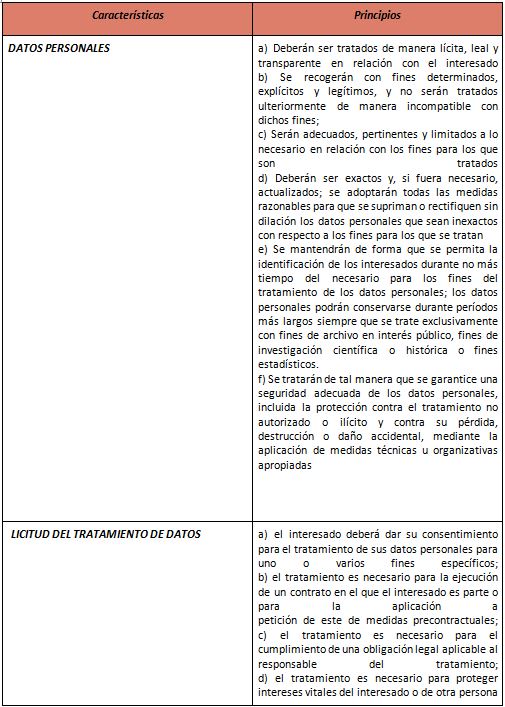 Características
Principios
DATOS PERSONALES
a) Deberán ser tratados de manera lícita, leal y
transparente en relación con el interesado
b) Se recogerán con fines determinados,
explícitos y legítimos, y no serán tratados
ulteriormente de manera incompatible con
dichos fines;
c) Serán adecuados, pertinentes y limitados a lo
necesario en relación con los fines para los que
son tratados
d) Deberán ser exactos y, si fuera necesario,
actualizados; se adoptarán todas las medidas
razonables para que se supriman o rectifiquen sin
dilación los datos personales que sean inexactos
con respecto a los fines para los que se tratan
e) Se mantendrán de forma que se permita la
identificación de los interesados durante no más
tiempo del necesario para los fines del
tratamiento de los datos personales; los datos
personales podrán conservarse durante períodos
más largos siempre que se trate exclusivamente
con fines de archivo en interés público, fines de
investigación científica o histórica o fines
estadísticos.
f) Se tratarán de tal manera que se garantice una
seguridad adecuada de los datos personales,
incluida la protección contra el tratamiento no
autorizado o ilícito y contra su pérdida,
destrucción o daño accidental, mediante la
aplicación de medidas técnicas u organizativas
apropiadas
LICITUD DEL TRATAMIENTO DE DATOS
a) el interesado deberá dar su consentimiento
para el tratamiento de sus datos personales para
uno o varios fines específicos;
b) el tratamiento es necesario para la ejecución
de un contrato en el que el interesado es parte o
para la aplicación a
petición de este de medidas precontractuales;
c) el tratamiento es necesario para el
cumplimiento de una obligación legal aplicable al
responsable del tratamiento;
d) el tratamiento es necesario para proteger
intereses vitales del interesado o de otra persona